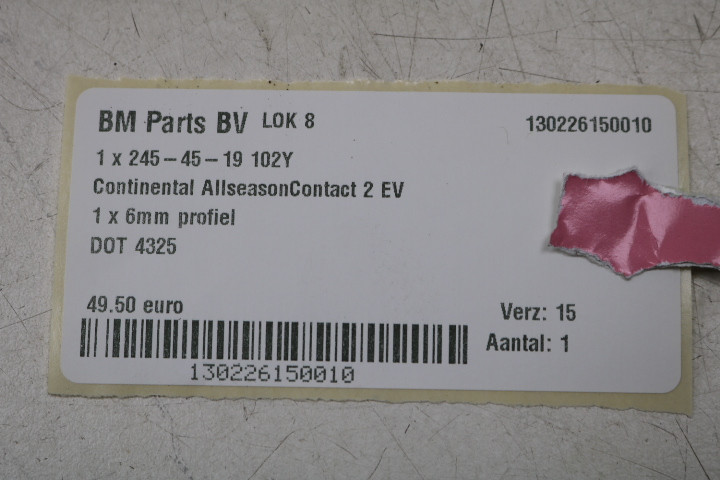 BM Parts BV LOK 8 130226150010
1 x 245-45-19 102Y
Continental AllseasonContact 2 EV
1 x 6mm profiel
DOT 4325
49.50 euro
Verz: 15
Aantal: 1
130226150010